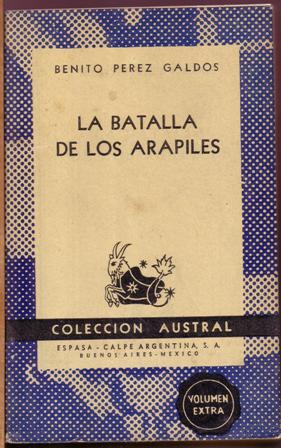 BENITO PEREZ GALDOS
LA BATALLA
DE LOS ARAPILES
COLECCION AUSTRAL
ESPASA - CALPE ARGENTINA, S. A.
BUENOS AIRES - MEXICO
VOLUMEN
EXTRA